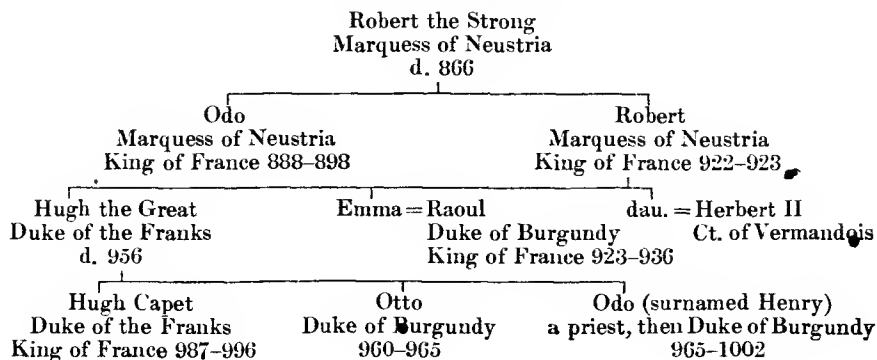 Robert the Strong
Marquess of Neustria
d. 866
Odo Robert
Marquess of Neustria Marquess of Neustria
King of France 888–898 King of France 922–923
Hugh the Great Emma = Raoul dau. = Herbert II
Duke of the Franks Duke of Burgundy Ct. of Vermandois
d. 956 King of France 923–936
Hugh Capet Otto Odo (surnamed Henry)
Duke of the Franks Duke of Burgundy a priest, then Duke of Burgundy
King of France 987–996 960–965 965–1002